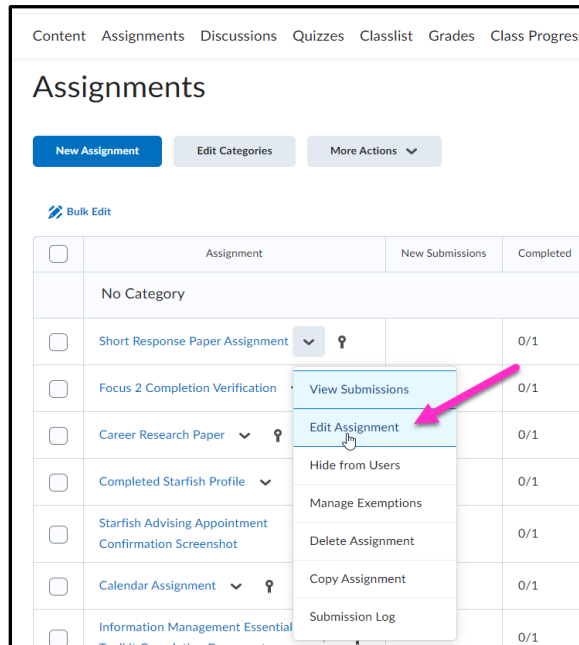 Content Assignments Discussions Quizzes Classlist Grades Class Progres
Assignments
New Assignment Edit Categories More Actions
Bulk Edit
Assignment New Submissions Completed
No Category
Short Response Paper Assignment 0/1
Focus 2 Completion Verification 0/1
View Submissions
Career Research Paper 0/1
Edit Assignment
Hide from Users
Completed Starfish Profile 0/1
Manage Exemptions
Starfish Advising Appointment
Confirmation Screenshot 0/1
Delete Assignment
Calendar Assignment 0/1
Copy Assignment
Submission Log
Information Management Essential
0/1